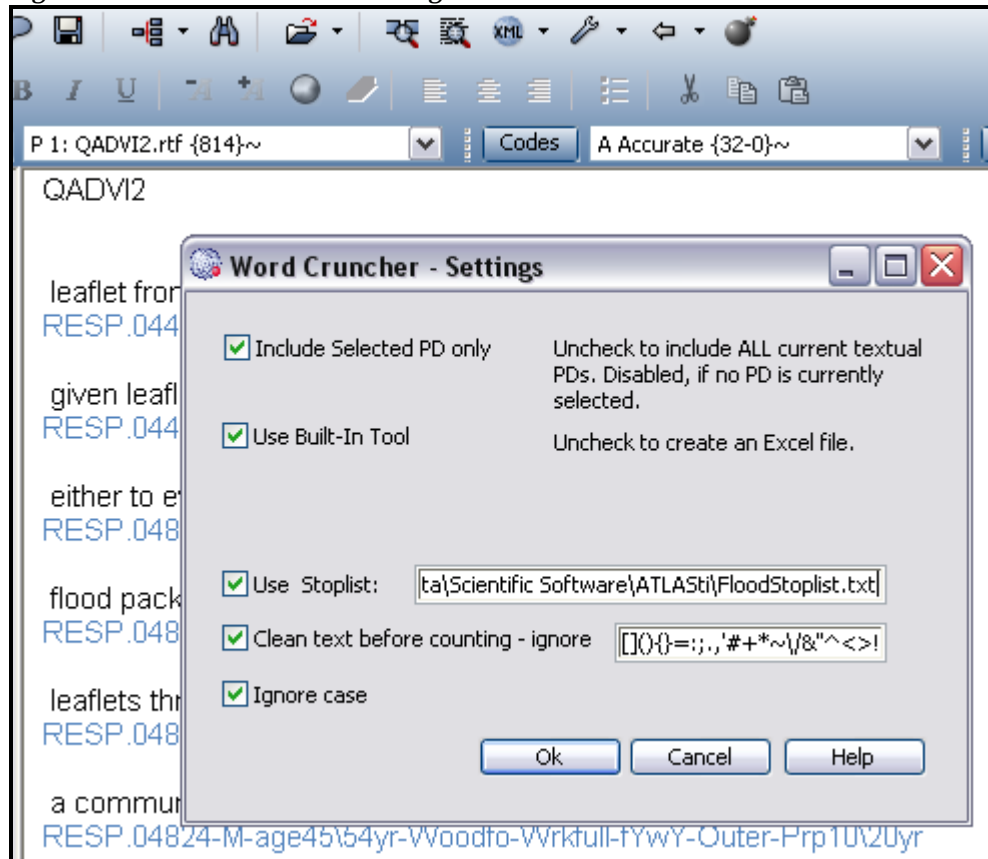 XML
B I U A A
P 1: QADVI2.rtf {814}~ Codes A Accurate {32-0}~
QADVI2
Word Cruncher - Settings
leaflet fror
RESP.044
Include Selected PD only
Uncheck to include ALL current textual
PDs. Disabled, if no PD is currently
selected.
given leafl
RESP.044
Use Built-In Tool
Uncheck to create an Excel file.
either to e
RESP.048
Use Stoplist: ta\Scientific Software\ATLASti\FloodStoplist.txt
flood pack
RESP.048
Clean text before counting - ignore [](){}=:;.,'#+*~\/&"^<>!
Ignore case
leaflets thr
RESP.048
Ok Cancel Help
a commur
RESP.04824-M-age45\54yr-Woodfo-Wrkfull-fYwY-Outer-Prp10\20yr